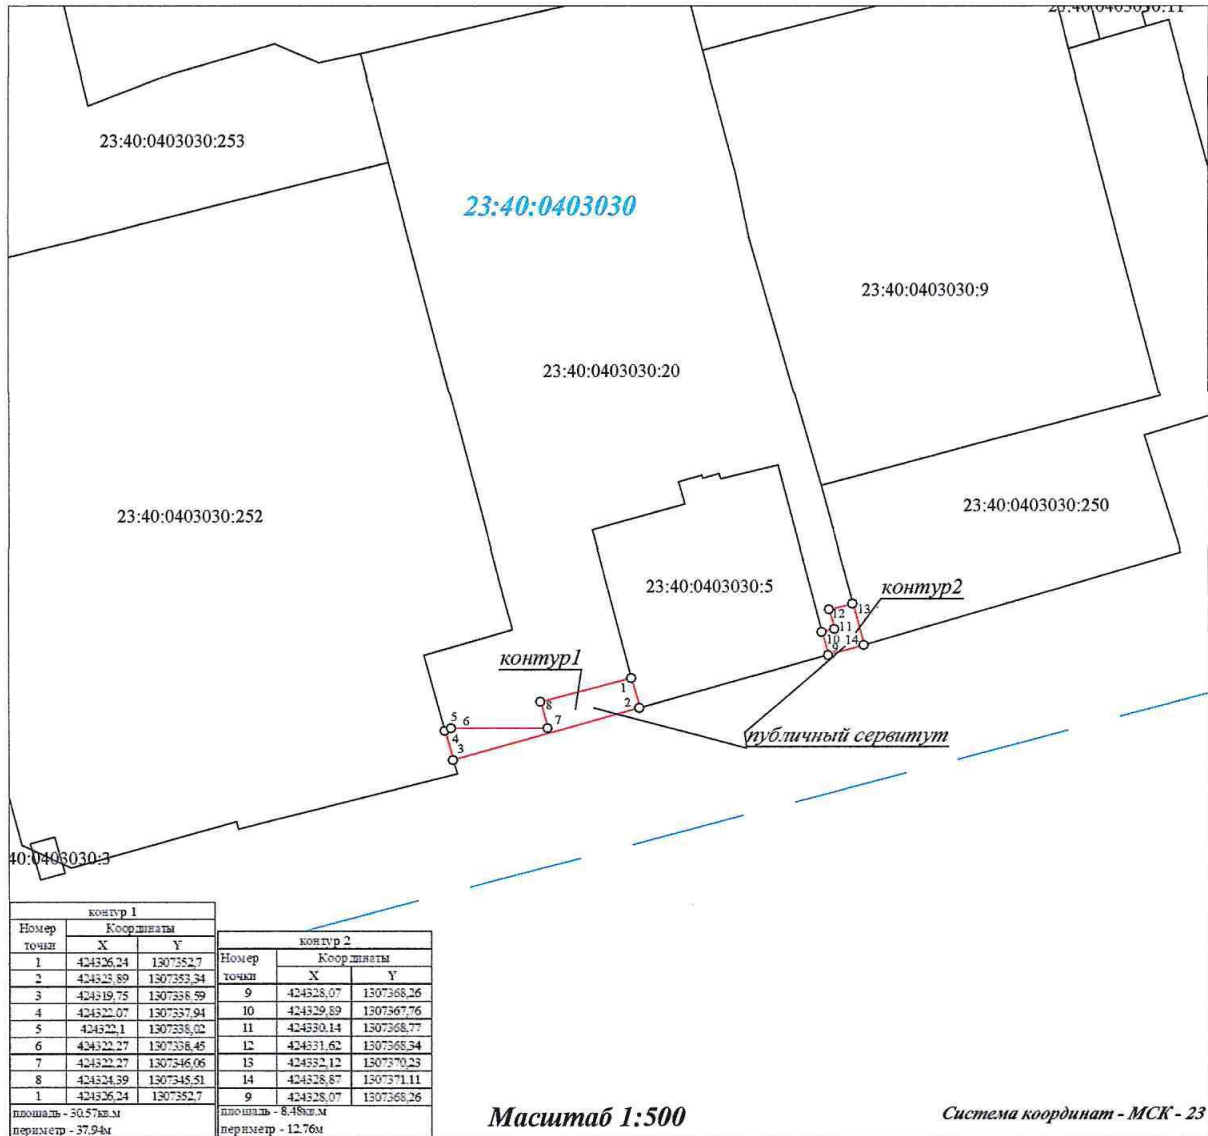 23:40:0403030:11
23:40:0403030:253
23:40:0403030
23:40:0403030:9
23:40:0403030:20
23:40:0403030:252
23:40:0403030:250
23:40:0403030:5
контур2
12
13
11
10
14
9
контур1
1
8
2
5
6
7
4
3
публичный сервитут
40:0403030:3
контур 1
Номер точки Координаты
X Y
1 424326,24 1307352,7
2 424323,89 1307353,34
3 424319,75 1307338,59
4 424322,07 1307337,94
5 424322,1 1307338,02
6 424322,27 1307338,45
7 424322,27 1307346,06
8 424324,39 1307345,51
1 424326,24 1307352,7
площадь - 30.57кв.м
периметр - 37.94м
контур 2
Номер точки Координаты
X Y
9 424328,07 1307368,26
10 424329,89 1307367,76
11 424330,14 1307368,77
12 424331,62 1307368,34
13 424332,12 1307370,23
14 424328,87 1307371,11
9 424328,07 1307368,26
площадь - 8.48кв.м
периметр - 12.76м
Масштаб 1:500
Система координат - МСК - 23